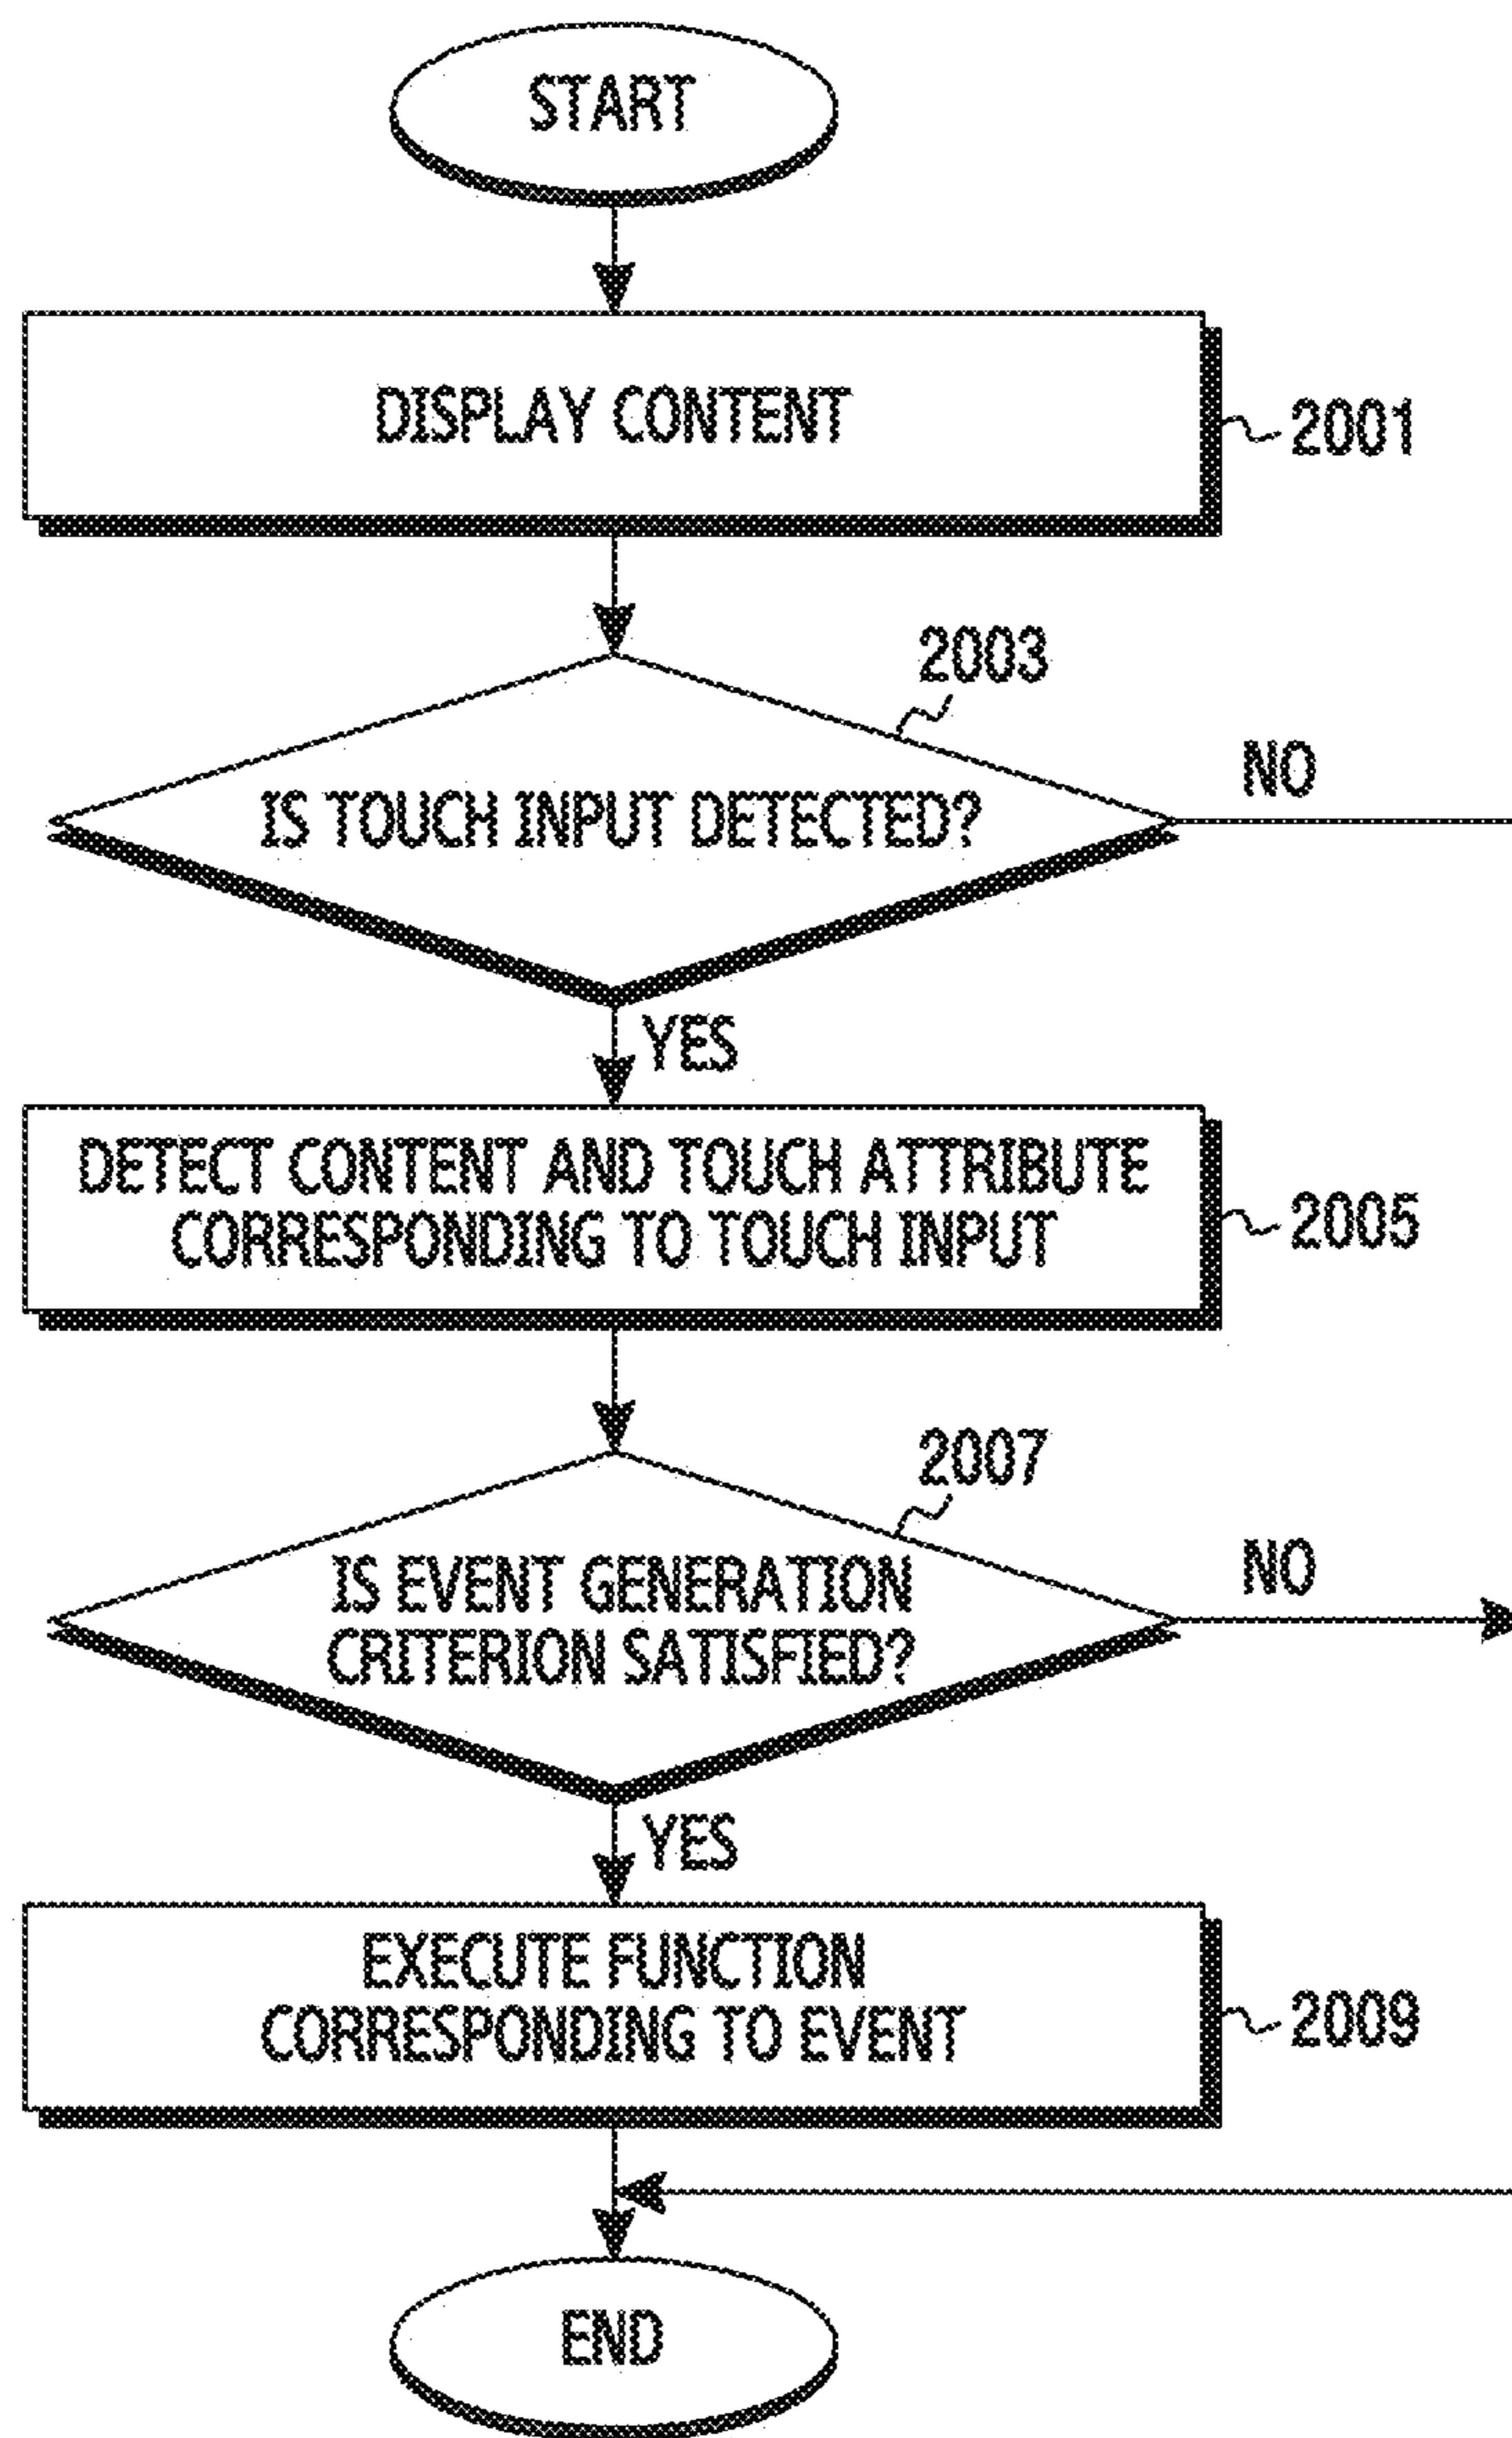 START
DISPLAY CONTENT
2001
2003
IS TOUCH INPUT DETECTED?
NO
YES
DETECT CONTENT AND TOUCH ATTRIBUTE
CORRESPONDING TO TOUCH INPUT
2005
2007
IS EVENT GENERATION
CRITERION SATISFIED?
NO
YES
EXECUTE FUNCTION
CORRESPONDING TO EVENT
2009
END